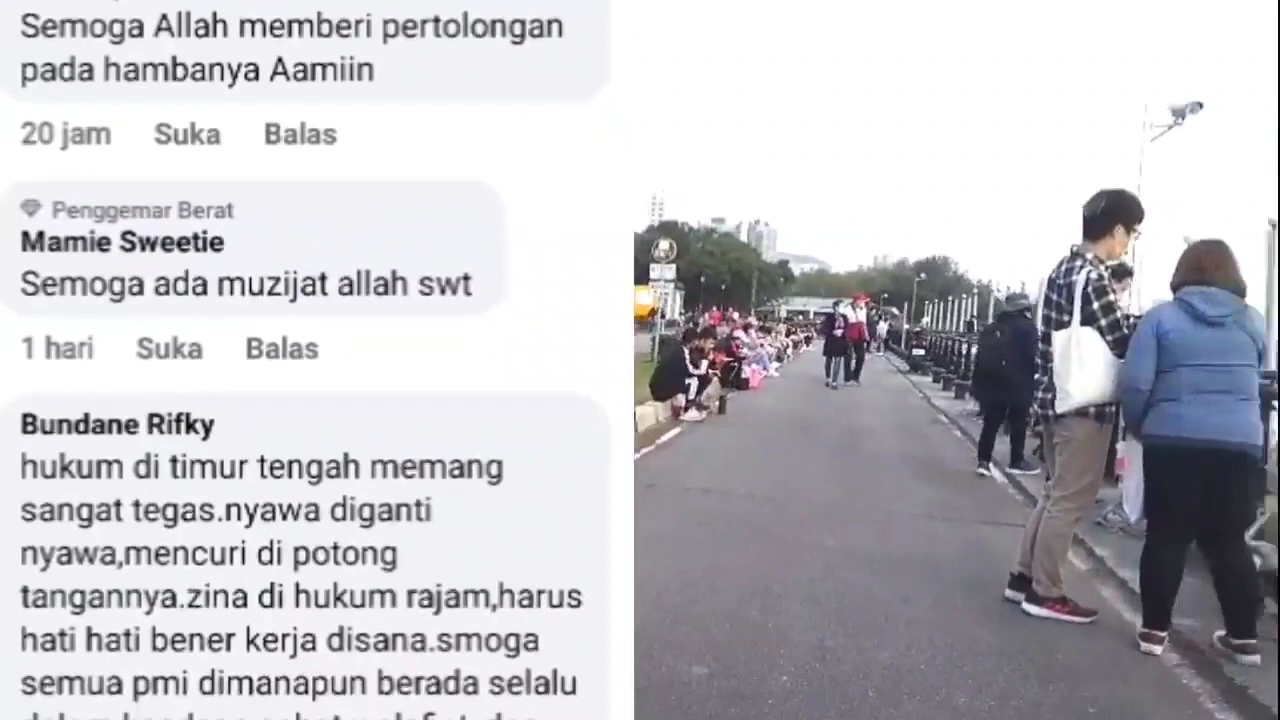 Semoga Allah memberi pertolongan
pada hambanya Aamiin
20 jam Suka Balas
Penggemar Berat
Mamie Sweetie
Semoga ada muzijat allah swt
1 hari Suka Balas
Bundane Rifky
hukum di timur tengah memang
sangat tegas.nyawa diganti
nyawa,mencuri di potong
tangannya.zina di hukum rajam,harus
hati hati bener kerja disana.smoga
semua pmi dimanapun berada selalu